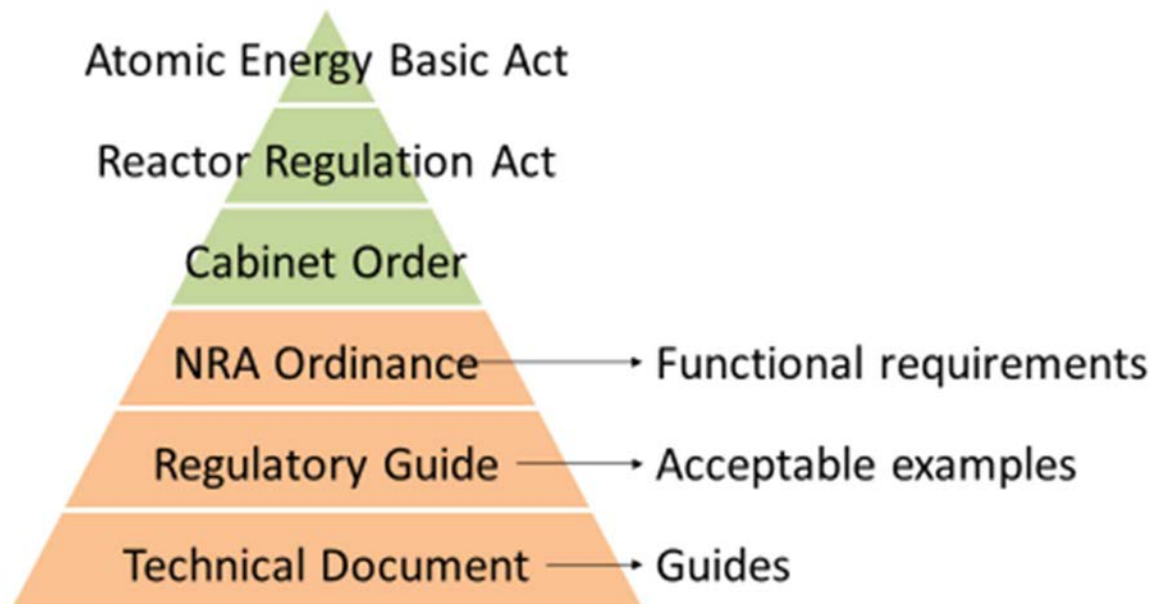 Atomic Energy Basic Act
Reactor Regulation Act
Cabinet Order
NRA Ordinance
Functional requirements
Regulatory Guide
Acceptable examples
Technical Document
Guides